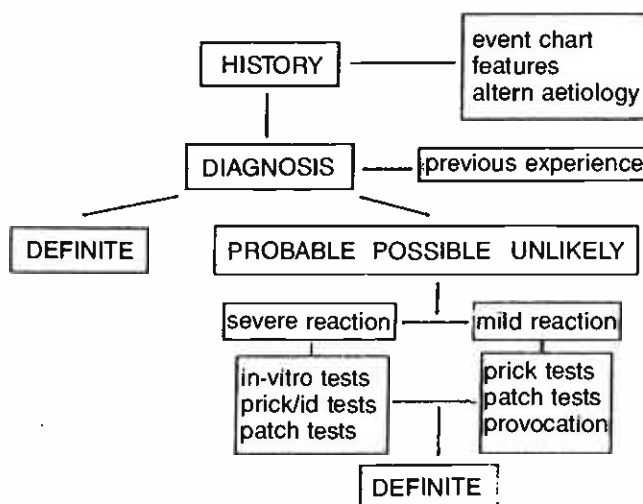 event chart
features
altern aetiology
HISTORY
DIAGNOSIS
previous experience
DEFINITE
PROBABLE POSSIBLE UNLIKELY
severe reaction
mild reaction
in-vitro tests
prick/id tests
patch tests
prick tests
patch tests
provocation
DEFINITE